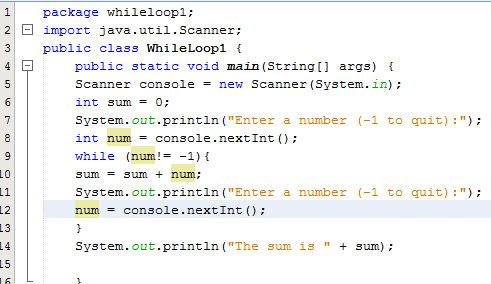 1 package whileloop1;
2 import java.util.Scanner;
3 public class WhileLoop1 {
4 public static void main(String[] args) {
5 Scanner console = new Scanner(System.in);
6 int sum = 0;
7 System.out.println("Enter a number (-1 to quit):");
8 int num = console.nextInt();
9 while (num!= -1){
10 sum = sum + num;
11 System.out.println("Enter a number (-1 to quit):");
12 num = console.nextInt();
13 }
14 System.out.println("The sum is " + sum);
15
16 }